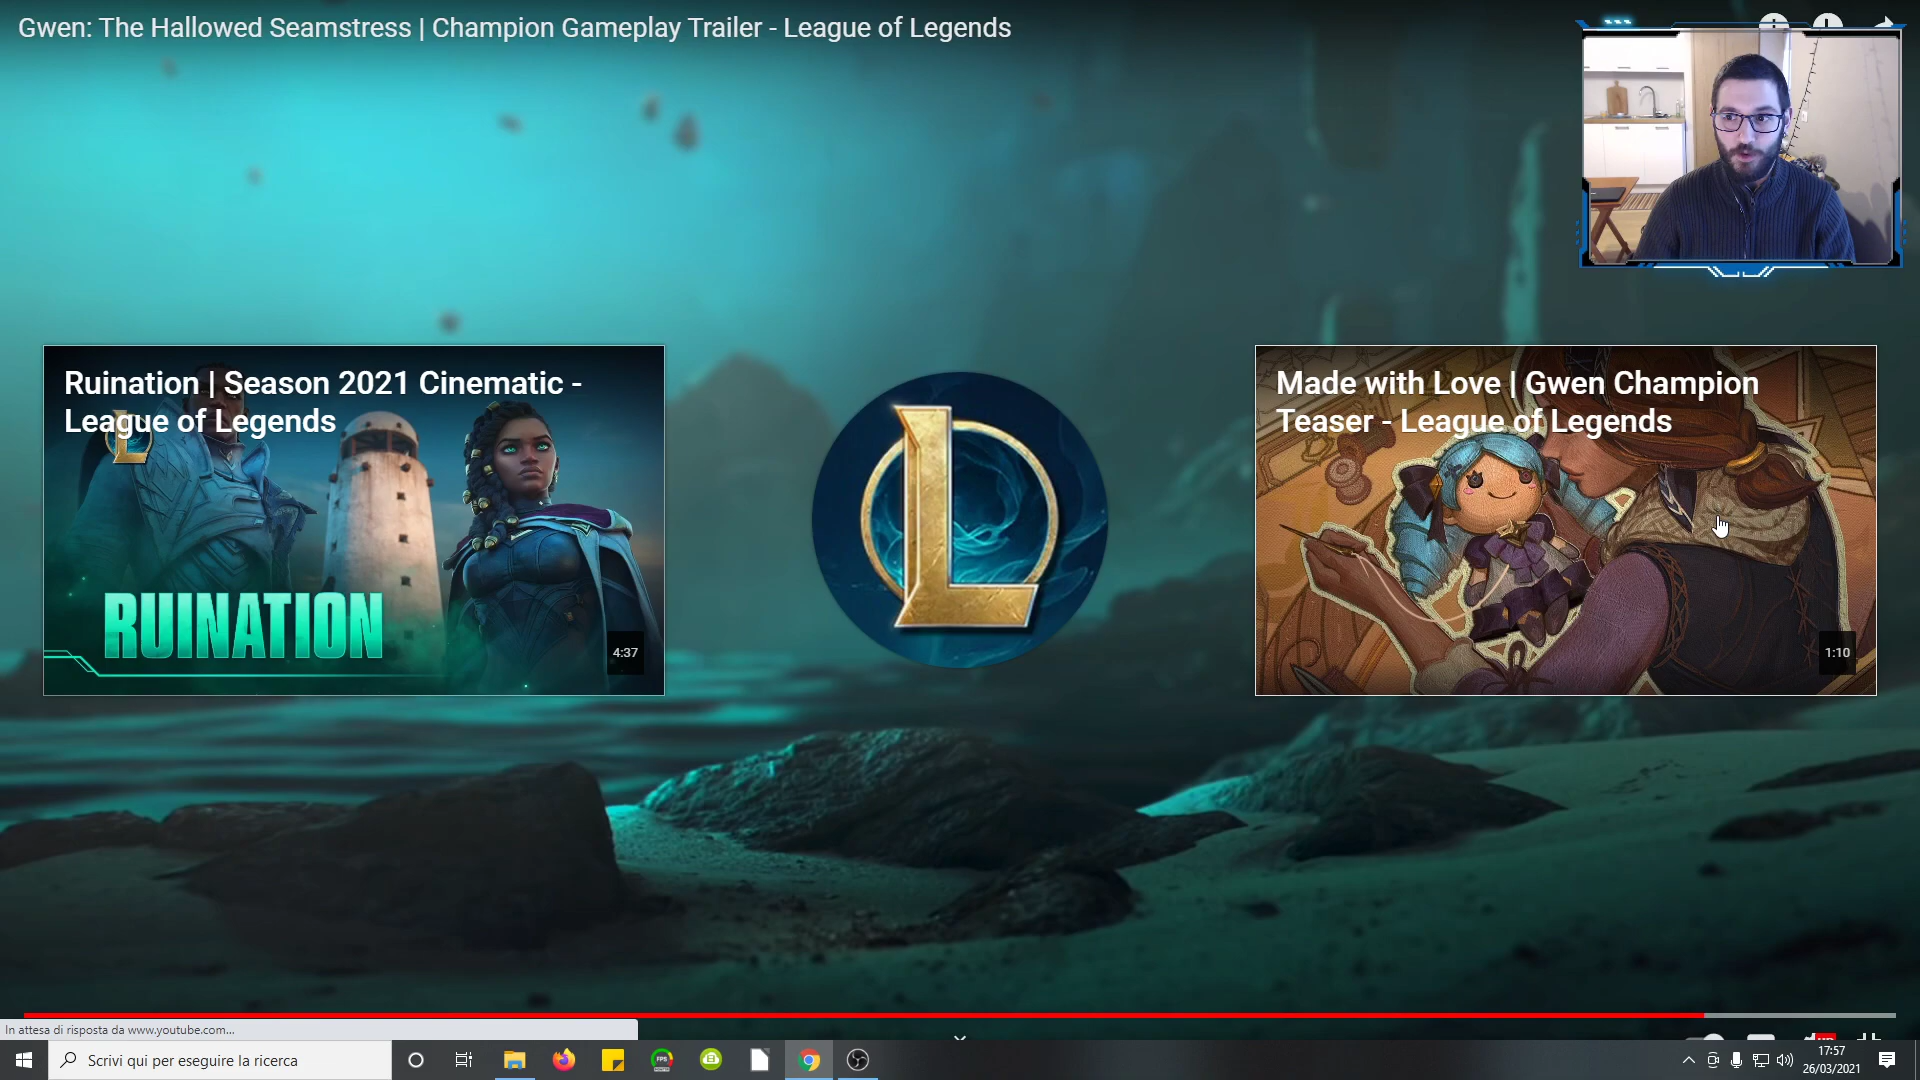 Gwen: The Hallowed Seamstress | Champion Gameplay Trailer - League of Legends
Ruination | Season 2021 Cinematic -
League of Legends
RUINATION
4:37
Made with Love | Gwen Champion
Teaser - League of Legends
1:10
In attesa di risposta da www.youtube.com...
Scrivi qui per eseguire la ricerca
FPS
17:57
26/03/2021